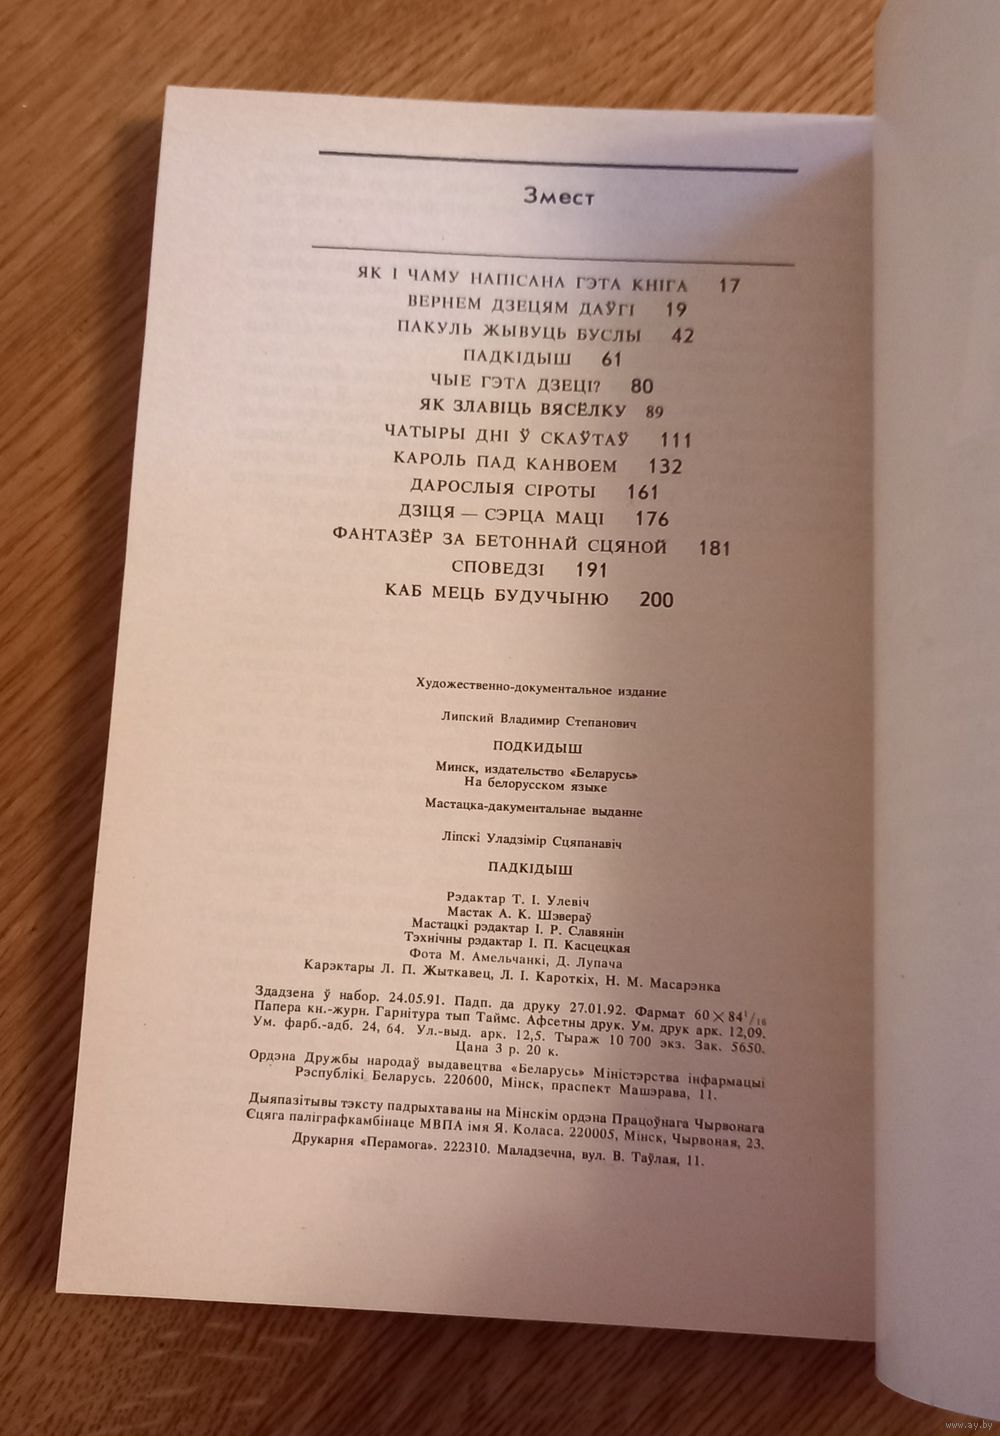 Змест
ЯК І ЧАМУ НАПІСАНА ГЭТА КНІГА 17
ВЕРНЕМ ДЗЕЦЯМ ДАЎГІ 19
ПАКУЛЬ ЖЫВУЦЬ БУСЛЫ 42
ПАДКІДЫШ 61
ЧЫЕ ГЭТА ДЗЕЦІ? 80
ЯК ЗЛАВІЦЬ ВЯСЁЛКУ 89
ЧАТЫРЫ ДНІ Ў СКАЎТАЎ 111
КАРОЛЬ ПАД КАНВОЕМ 132
ДАРОСЛЫЯ СІРОТЫ 161
ДЗІЦЯ — СЭРЦА МАЦІ 176
ФАНТАЗЁР ЗА БЕТОННАЙ СЦЯНОЙ 181
СПОВЕДЗІ 191
КАБ МЕЦЬ БУДУЧЫНЮ 200
Художественно-документальное издание
Липский Владимир Степанович
ПОДКИДЫШ
Минск, издательство «Беларусь»
На белорусском языке
Мастацка-дакументальнае выданне
Ліпскі Уладзімір Сцяпанавіч
ПАДКІДЫШ
Рэдактар Т. І. Улевіч
Мастак А. К. Шэвераў
Мастацкі рэдактар І. Р. Славянін
Тэхнічны рэдактар І. П. Касцецкая
Фота М. Амельчанкі, Д. Лупача
Карэктары Л. П. Жыткавец, Л. І. Кароткіх, Н. М. Масарэнка
Здадзена ў набор. 24.05.91. Падп. да друку 27.01.92. Фармат 60×84¹/₁₆
Папера кн.-журн. Гарнітура тып Таймс. Афсетны друк. Ум. друк арк. 12,09.
Ум. фарб.-адб. 24, 64. Ул.-выд. арк. 12,5. Тыраж 10 700 экз. Зак. 5650.
Цана 3 р. 20 к.
Ордэна Дружбы народаў выдавецтва «Беларусь» Міністэрства інфармацыі
Рэспублікі Беларусь. 220600, Мінск, праспект Машэрава, 11.
Дыяпазітывы тэксту падрыхтаваны на Мінскім ордэна Працоўнага Чырвонага
Сцяга паліграфкамбінаце МВПА імя Я. Коласа. 220005, Мінск, Чырвоная, 23.
Друкарня «Перамога». 222310. Маладзечна, вул. В. Таўлая, 11.
www.ay.by